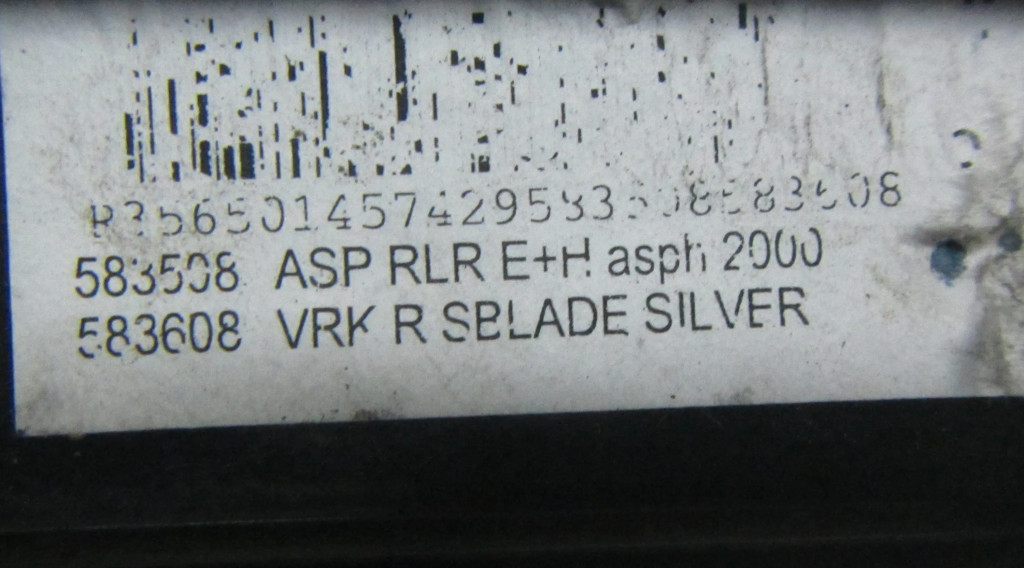 583508 ASP RLR E+H asph 2000
583608 VRK R SBLADE SILVER